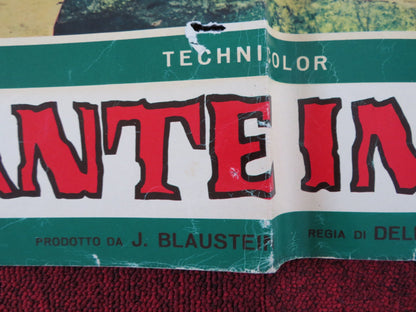 TECHNICOLOR
ANTE IN
PRODOTTO DA J. BLAUSTEIN REGIA DI DEL